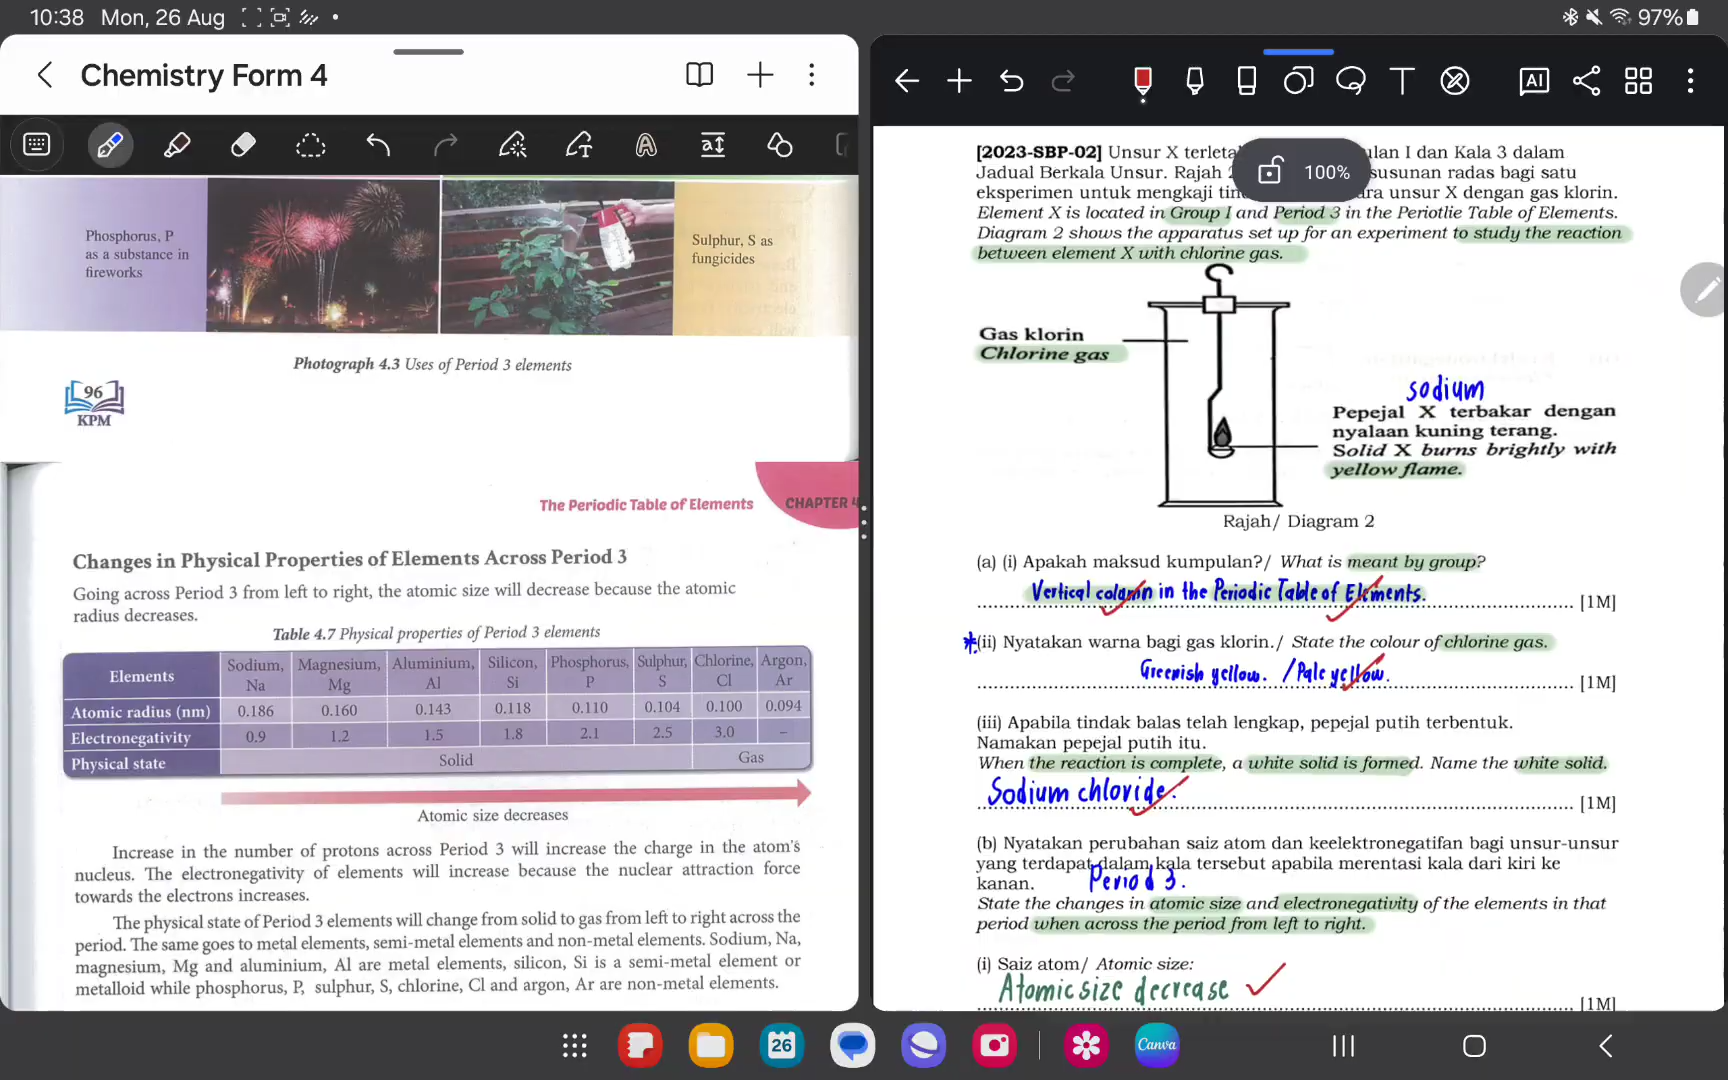 10:38 Mon, 26 Aug
97%
Chemistry Form 4
Phosphorus, P
as a substance in
fireworks
Sulphur, S as
fungicides
Photograph 4.3 Uses of Period 3 elements
96
KPM
The Periodic Table of Elements
CHAPTER 4
Changes in Physical Properties of Elements Across Period 3
Going across Period 3 from left to right, the atomic size will decrease because the atomic
radius decreases.
Table 4.7 Physical properties of Period 3 elements
Elements Sodium, Na Magnesium, Mg Aluminium, Al Silicon, Si Phosphorus, P Sulphur, S Chlorine, Cl Argon, Ar
Atomic radius (nm) 0.186 0.160 0.143 0.118 0.110 0.104 0.100 0.094
Electronegativity 0.9 1.2 1.5 1.8 2.1 2.5 3.0 –
Physical state Solid Gas
Atomic size decreases
Increase in the number of protons across Period 3 will increase the charge in the atom's
nucleus. The electronegativity of elements will increase because the nuclear attraction force
towards the electrons increases.
The physical state of Period 3 elements will change from solid to gas from left to right across the
period. The same goes to metal elements, semi-metal elements and non-metal elements. Sodium, Na,
magnesium, Mg and aluminium, Al are metal elements, silicon, Si is a semi-metal element or
metalloid while phosphorus, P, sulphur, S, chlorine, Cl and argon, Ar are non-metal elements.
AI
100%
[2023-SBP-02] Unsur X I dan Kala 3 dalam
Jadual Berkala Unsur. Rajah susunan radas bagi satu
eksperimen untuk mengkaji unsur X dengan gas klorin.
Element X is located in Group I and Period 3 in the Periotlie Table of Elements.
Diagram 2 shows the apparatus set up for an experiment to study the reaction
between element X with chlorine gas.
Gas klorin
Chlorine gas
sodium
Pepejal X terbakar dengan
nyalaan kuning terang.
Solid X burns brightly with
yellow flame.
Rajah/ Diagram 2
(a) (i) Apakah maksud kumpulan?/ What is meant by group?
Vertical column in the Periodic Table of Elements.
[1M]
*(ii) Nyatakan warna bagi gas klorin./ State the colour of chlorine gas.
Greenish yellow. / Pale yellow.
[1M]
(iii) Apabila tindak balas telah lengkap, pepejal putih terbentuk.
Namakan pepejal putih itu.
When the reaction is complete, a white solid is formed. Name the white solid.
Sodium chloride.
[1M]
(b) Nyatakan perubahan saiz atom dan keelektronegatifan bagi unsur-unsur
yang terdapat dalam kala tersebut apabila merentasi kala dari kiri ke
kanan.
Period 3.
State the changes in atomic size and electronegativity of the elements in that
period when across the period from left to right.
(i) Saiz atom/ Atomic size:
Atomic size decrease
[1M]
26
Canva